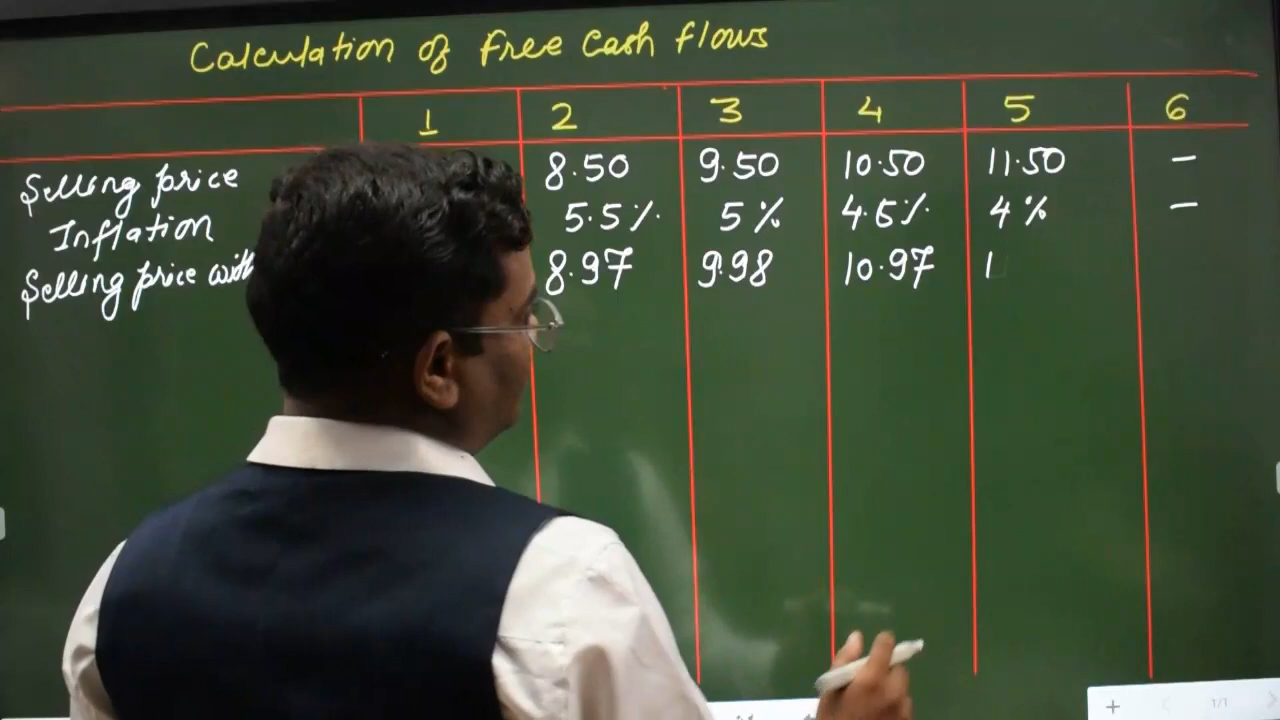 Calculation of Free Cash Flows
1 2 3 4 5 6
Selling price 8.50 9.50 10.50 11.50 –
Inflation 5.5% 5% 4.5% 4% –
Selling price with 8.97 9.98 10.97 1
1/1